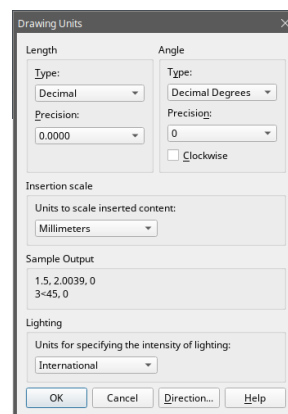 Drawing Units
Length
Angle
Type:
Type:
Decimal
Decimal Degrees
Precision:
Precision:
0.0000
0
Clockwise
Insertion scale
Units to scale inserted content:
Millimeters
Sample Output
1.5, 2.0039, 0
3<45, 0
Lighting
Units for specifying the intensity of lighting:
International
OK
Cancel
Direction...
Help